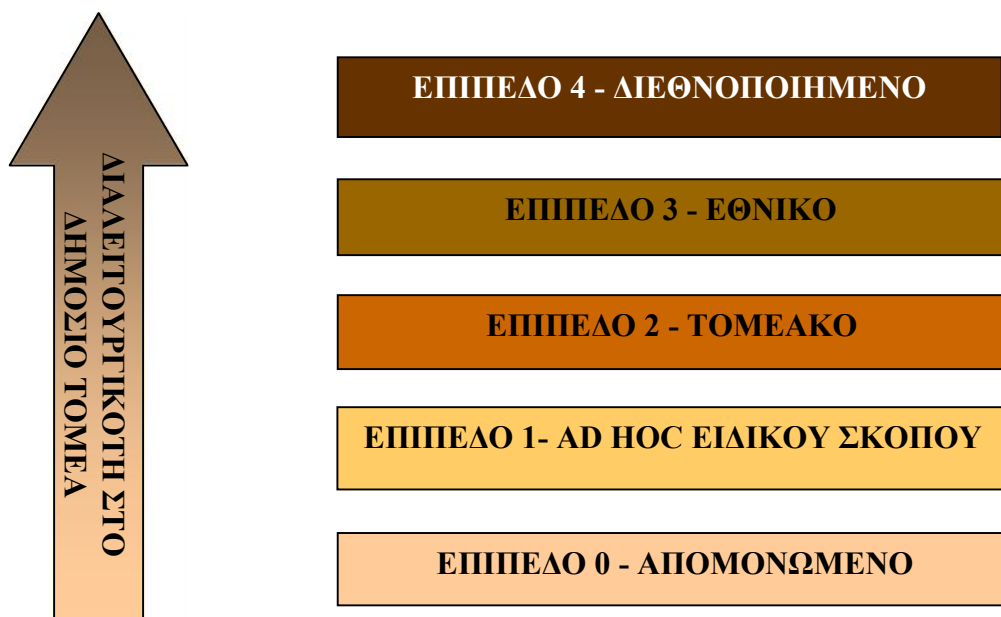 ΔΙΑΛΕΙΤΟΥΡΓΙΚΟΤΗ ΣΤΟ
ΔΗΜΟΣΙΟ ΤΟΜΕΑ
ΕΠΙΠΕΔΟ 4 - ΔΙΕΘΝΟΠΟΙΗΜΕΝΟ
ΕΠΙΠΕΔΟ 3 - ΕΘΝΙΚΟ
ΕΠΙΠΕΔΟ 2 - ΤΟΜΕΑΚΟ
ΕΠΙΠΕΔΟ 1- AD HOC ΕΙΔΙΚΟΥ ΣΚΟΠΟΥ
ΕΠΙΠΕΔΟ 0 - ΑΠΟΜΟΝΩΜΕΝΟ